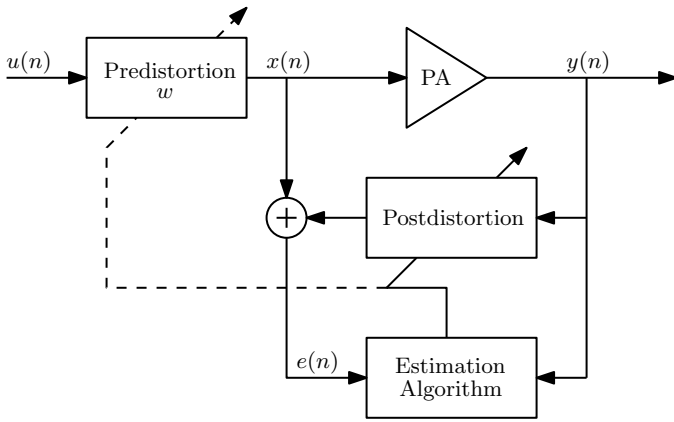 u(n)
Predistortion
w
x(n)
PA
y(n)
+
Postdistortion
e(n)
Estimation
Algorithm